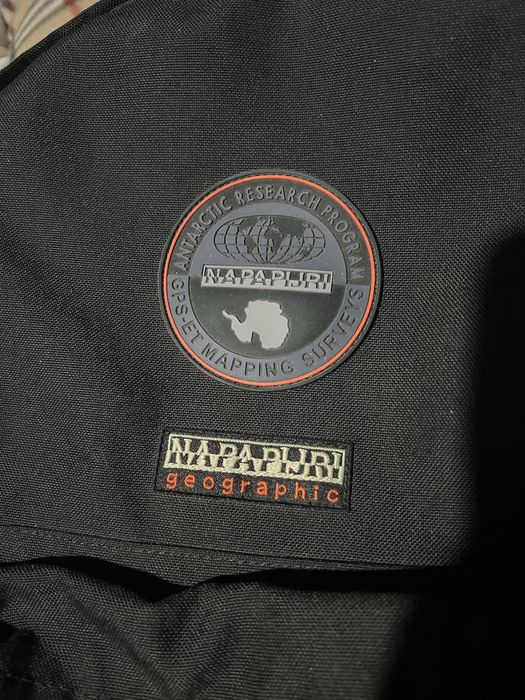 ANTARCTIC RESEARCH PROGRAM
NAPAPIJRI
GPS-ET MAPPING SURVEYS
NAPAPIJRI
geographic